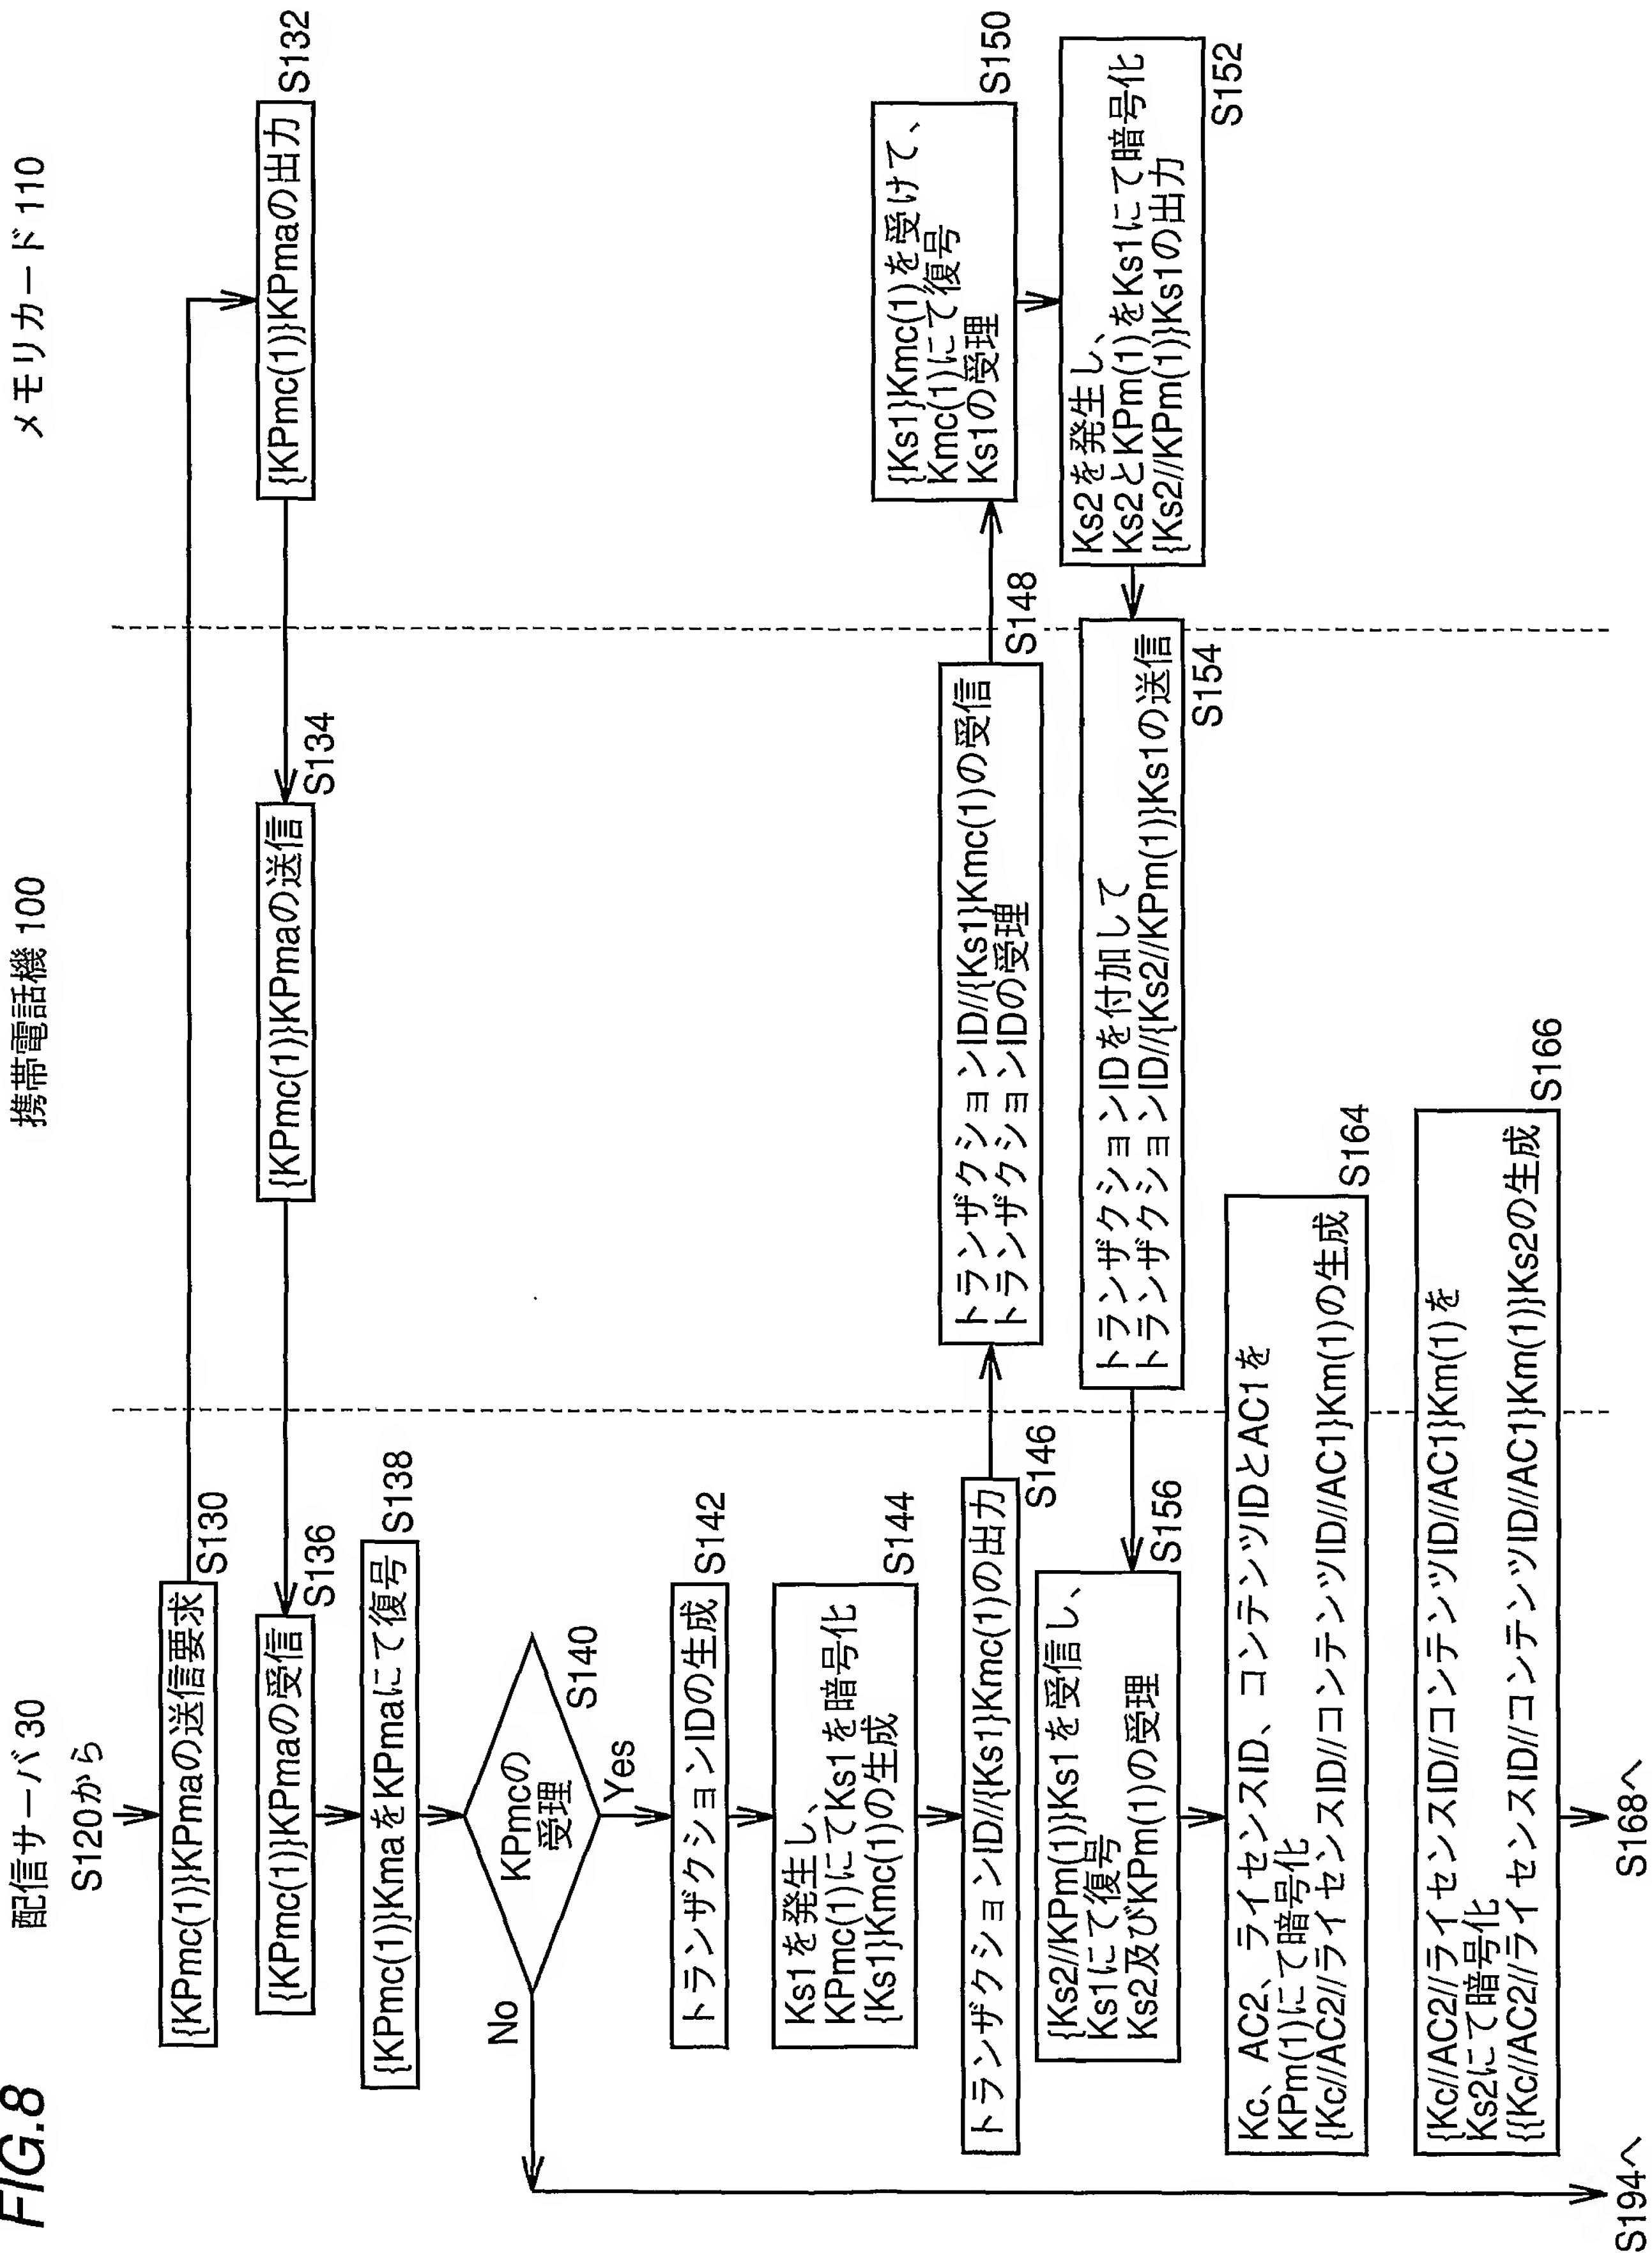 FIG.8
配信サーバ 30
携帯電話機 100
メモリカード 110
S120から
{KPmc(1)}KPmaの送信要求
S130
{KPmc(1)}KPmaの出力
S132
{KPmc(1)}KPmaの送信
S134
{KPmc(1)}KPmaの受信
S136
{KPmc(1)}KmaをKPmaにて復号
S138
KPmcの
受理
S140
No
Yes
トランザクションIDの生成
S142
Ks1を発生し、
KPmc(1)にてKs1を暗号化
{Ks1}Kmc(1)の生成
S144
トランザクションID//{Ks1}Kmc(1)の出力
S146
トランザクションID//{Ks1}Kmc(1)の受信
トランザクションIDの受理
S148
{Ks1}Kmc(1)を受けて、
Kmc(1)にて復号
Ks1の受理
S150
Ks2を発生し、
Ks2とKPm(1)をKs1にて暗号化
{Ks2//KPm(1)}Ks1の出力
S152
トランザクションIDを付加して
トランザクションID//{Ks2//KPm(1)}Ks1の送信
S154
{Ks2//KPm(1)}Ks1を受信し、
Ks1にて復号
Ks2及びKPm(1)の受理
S156
Kc、AC2、ライセンスID、コンテンツIDとAC1を
KPm(1)にて暗号化
{Kc//AC2//ライセンスID//コンテンツID//AC1}Km(1)の生成
S164
{Kc//AC2//ライセンスID//コンテンツID//AC1}Km(1)を
Ks2にて暗号化
{{Kc//AC2//ライセンスID//コンテンツID//AC1}Km(1)}Ks2の生成
S166
S194へ
S168へ